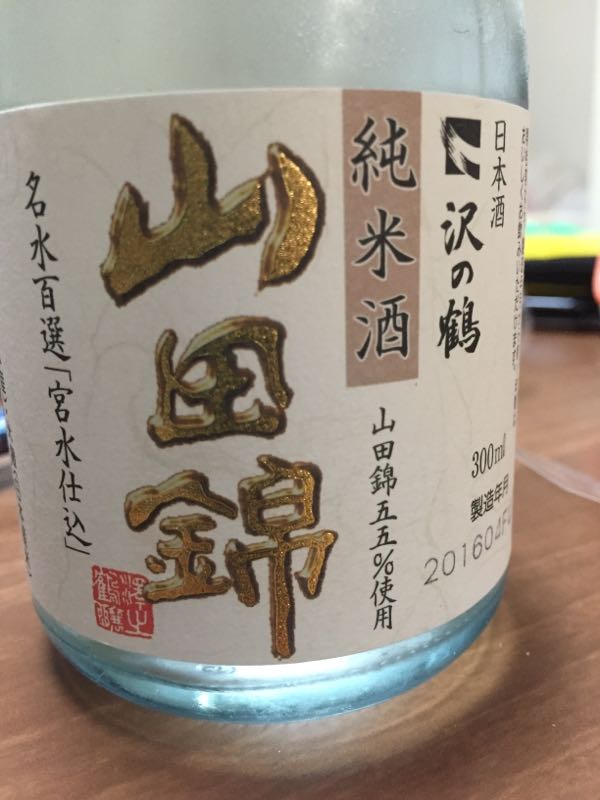 日本酒
沢の鶴
300ml
製造年月
201604
純米酒
山田錦五五%使用
山田錦
名水百選「宮水仕込」